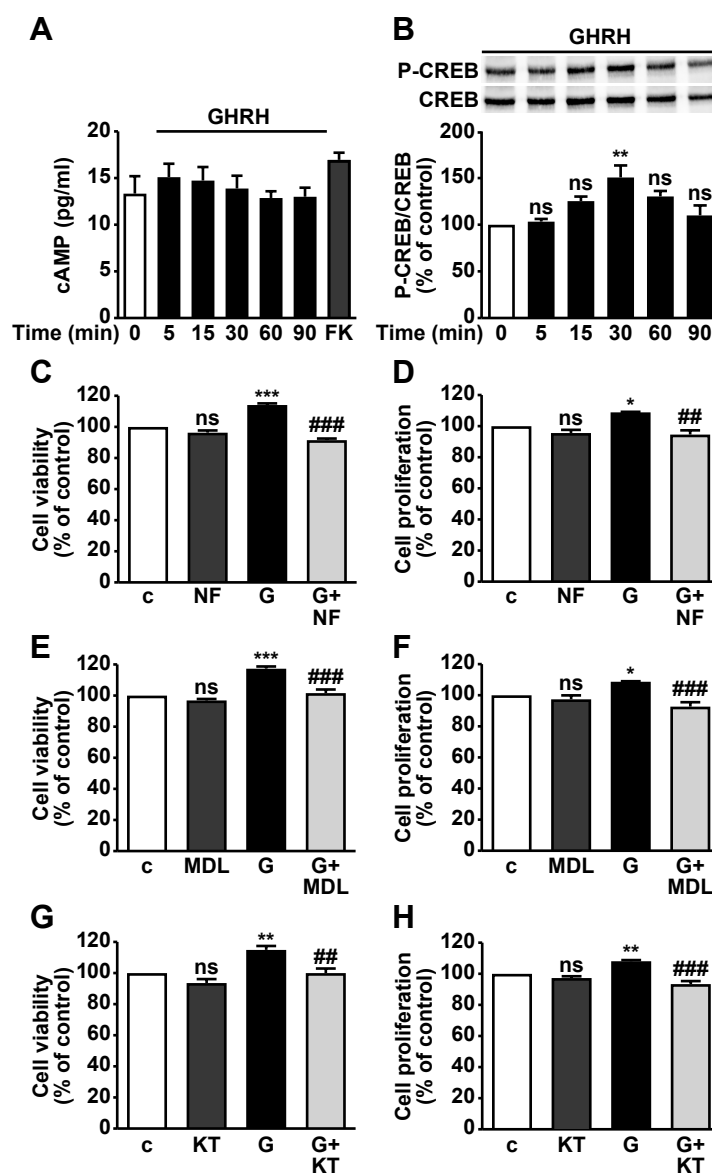 A
GHRH
20
15
10
5
0
cAMP (pg/ml)
Time (min) 0 5 15 30 60 90 FK
B
GHRH
P-CREB
CREB
200
150
100
50
0
P-CREB/CREB
(% of control)
ns ns ** ns ns
Time (min) 0 5 15 30 60 90
C
120
100
80
60
40
20
0
Cell viability
(% of control)
ns *** ###
c NF G G+
NF
D
120
100
80
60
40
20
0
Cell proliferation
(% of control)
ns * ##
c NF G G+
NF
E
120
100
80
60
40
20
0
Cell viability
(% of control)
ns *** ###
c MDL G G+
MDL
F
120
100
80
60
40
20
0
Cell proliferation
(% of control)
ns * ###
c MDL G G+
MDL
G
120
100
80
60
40
20
0
Cell viability
(% of control)
ns ** ##
c KT G G+
KT
H
120
100
80
60
40
20
0
Cell proliferation
(% of control)
ns ** ###
c KT G G+
KT